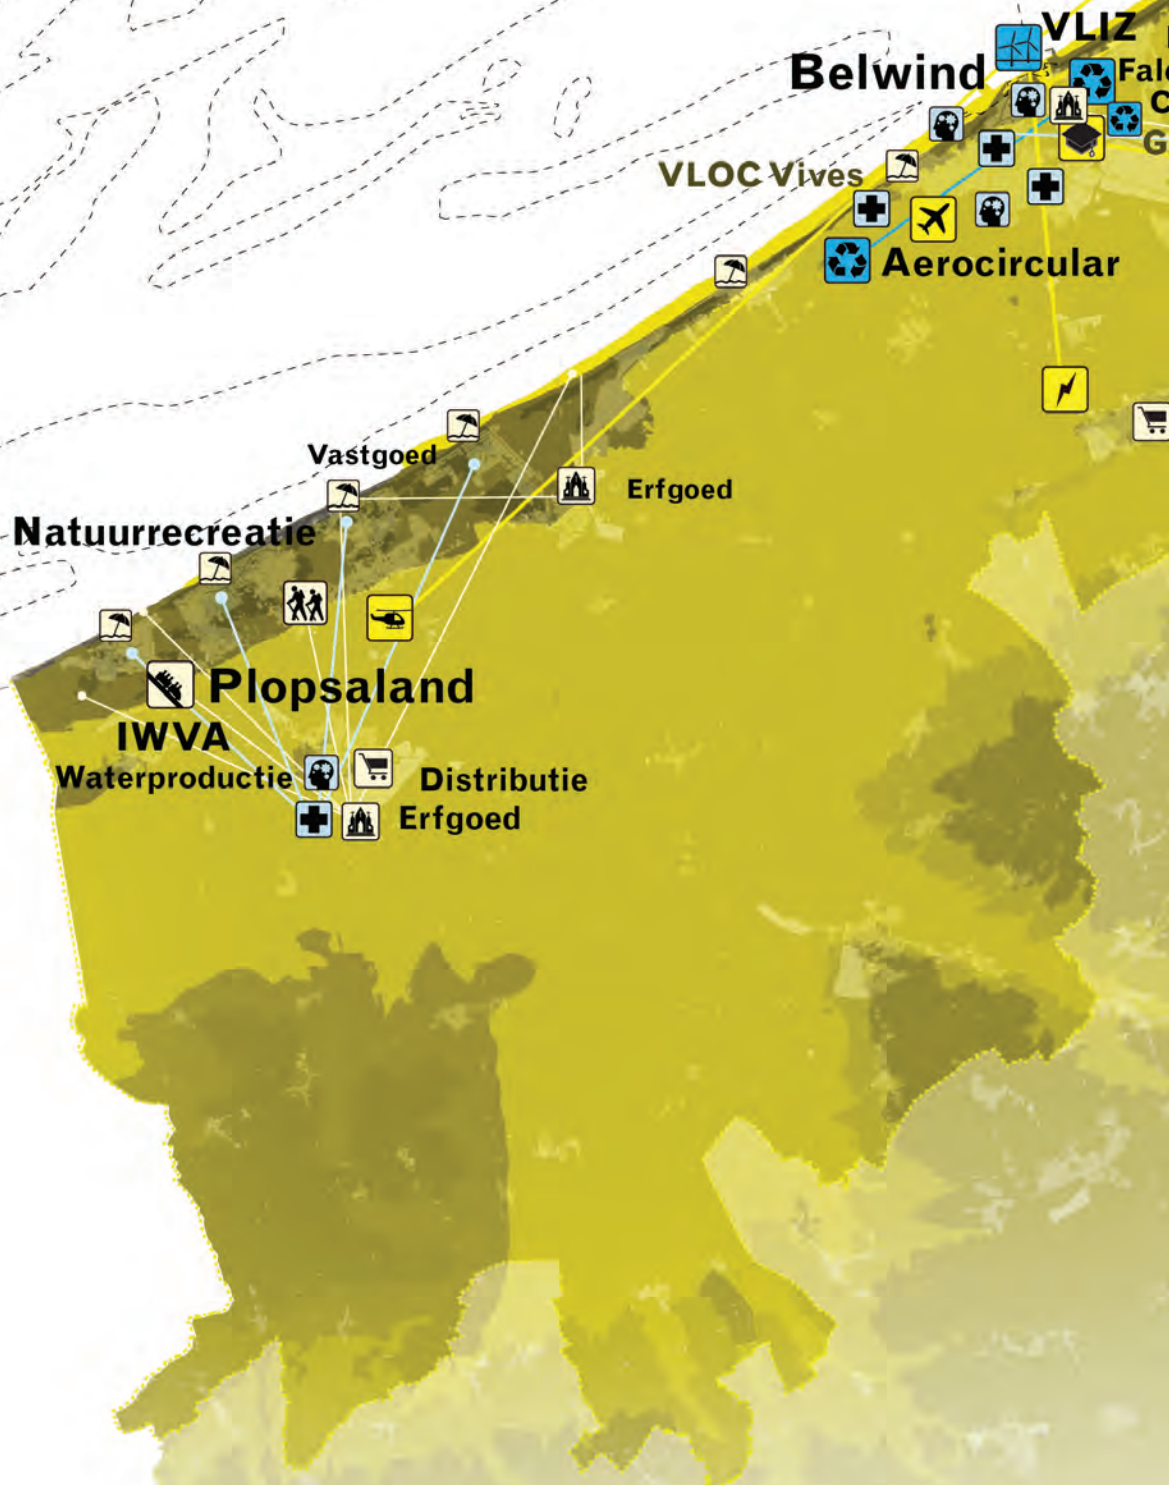 VLIZ
Belwind
VLOC Vives
Aerocircular
Vastgoed
Erfgoed
Natuurrecreatie
Plopsaland
IWVA
Waterproductie
Distributie
Erfgoed